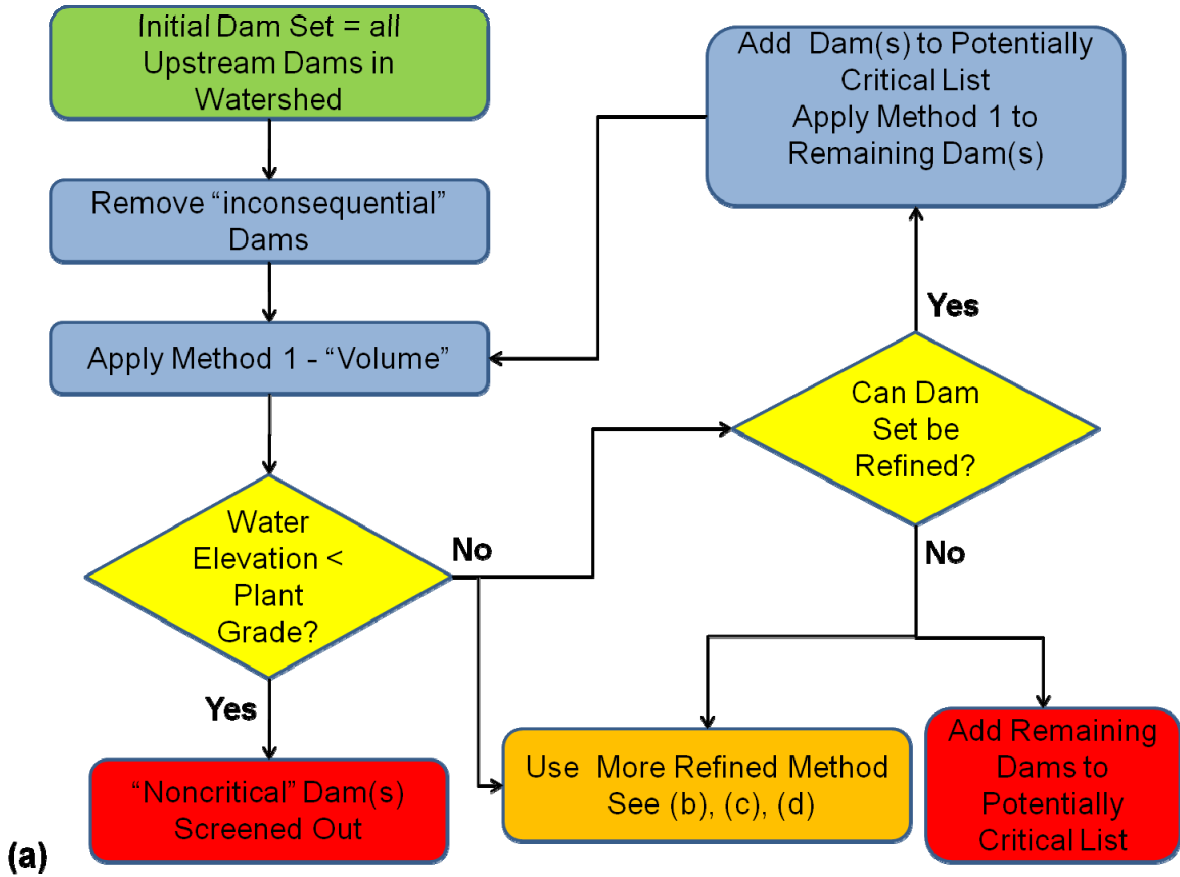 Initial Dam Set = all
Upstream Dams in
Watershed
Remove “inconsequential”
Dams
Apply Method 1 - “Volume”
Water
Elevation <
Plant
Grade?
Yes
“Noncritical” Dam(s)
Screened Out
No
Add Dam(s) to Potentially
Critical List
Apply Method 1 to
Remaining Dam(s)
Yes
Can Dam
Set be
Refined?
No
Use More Refined Method
See (b), (c), (d)
Add Remaining
Dams to
Potentially
Critical List
(a)